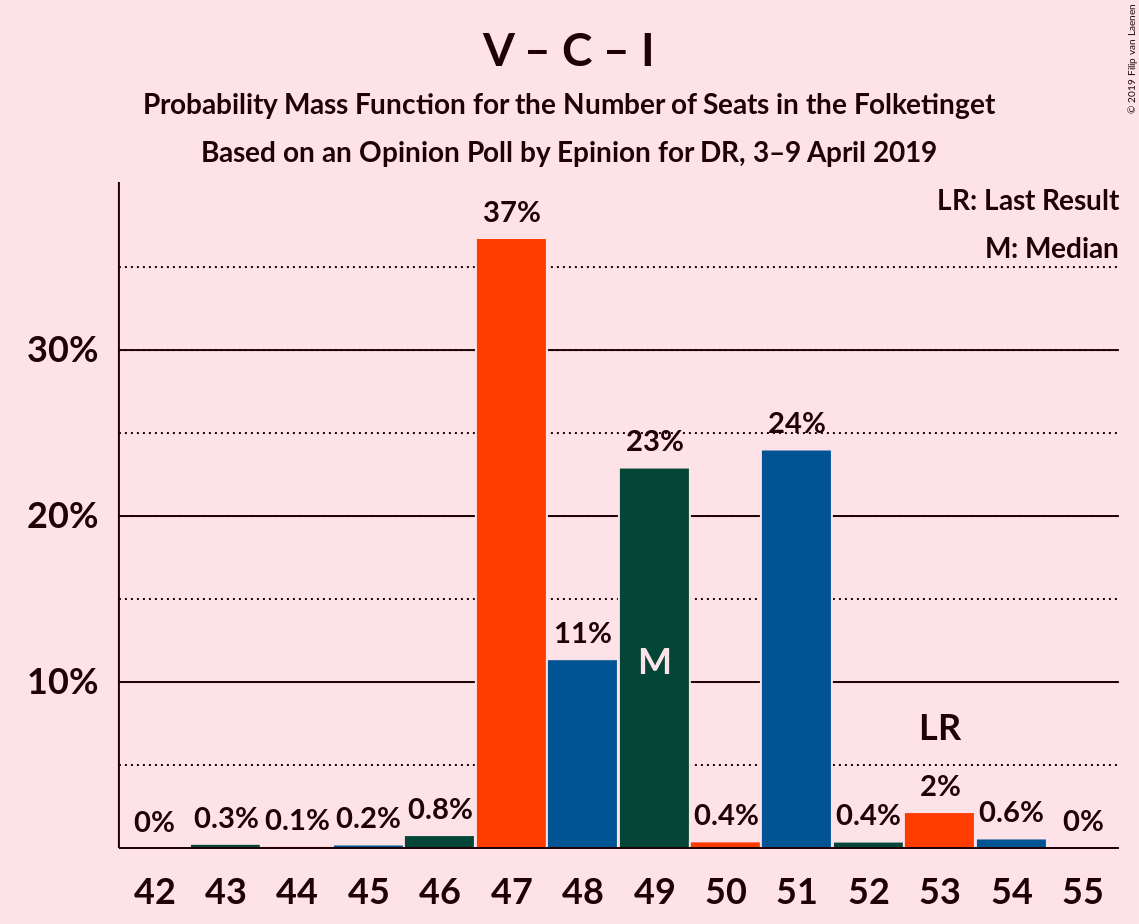 V – C – I
Probability Mass Function for the Number of Seats in the Folketinget
Based on an Opinion Poll by Epinion for DR, 3–9 April 2019
© 2019 Filip van Laenen
LR: Last Result
M: Median
37%
30%
24%
23%
20%
11%
M
10%
LR
2%
0% 0.3% 0.1% 0.2% 0.8% 0.4% 0.4% 0.6% 0%
42 43 44 45 46 47 48 49 50 51 52 53 54 55